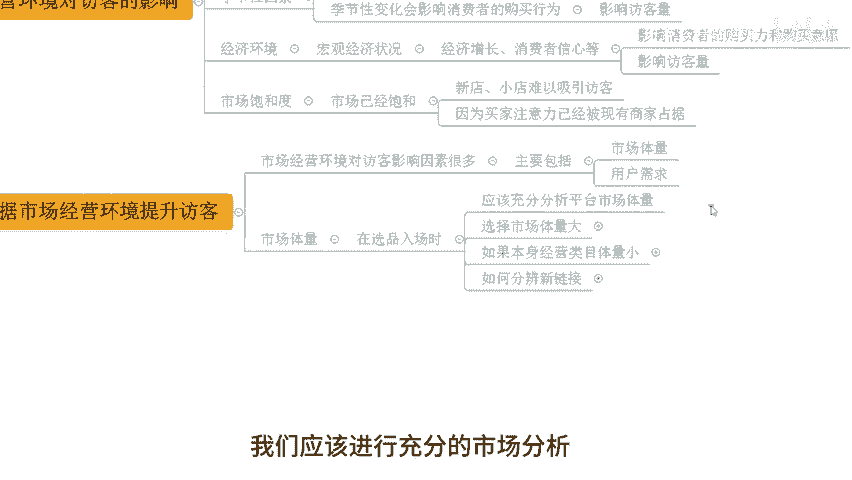 营环境对访客的影响
季节性变化会影响消费者的购买行为
影响访客量
经济环境
宏观经济状况
经济增长、消费者信心等
影响消费者的购买力和购买意愿
影响访客量
市场饱和度
市场已经饱和
新店、小店难以吸引访客
因为买家注意力已经被现有商家占据
据市场经营环境提升访客
市场经营环境对访客影响因素很多
主要包括
市场体量
用户需求
市场体量
在选品入场时
应该充分分析平台市场体量
选择市场体量大
如果本身经营类目体量小
如何分辨新链接
我们应该进行充分的市场分析